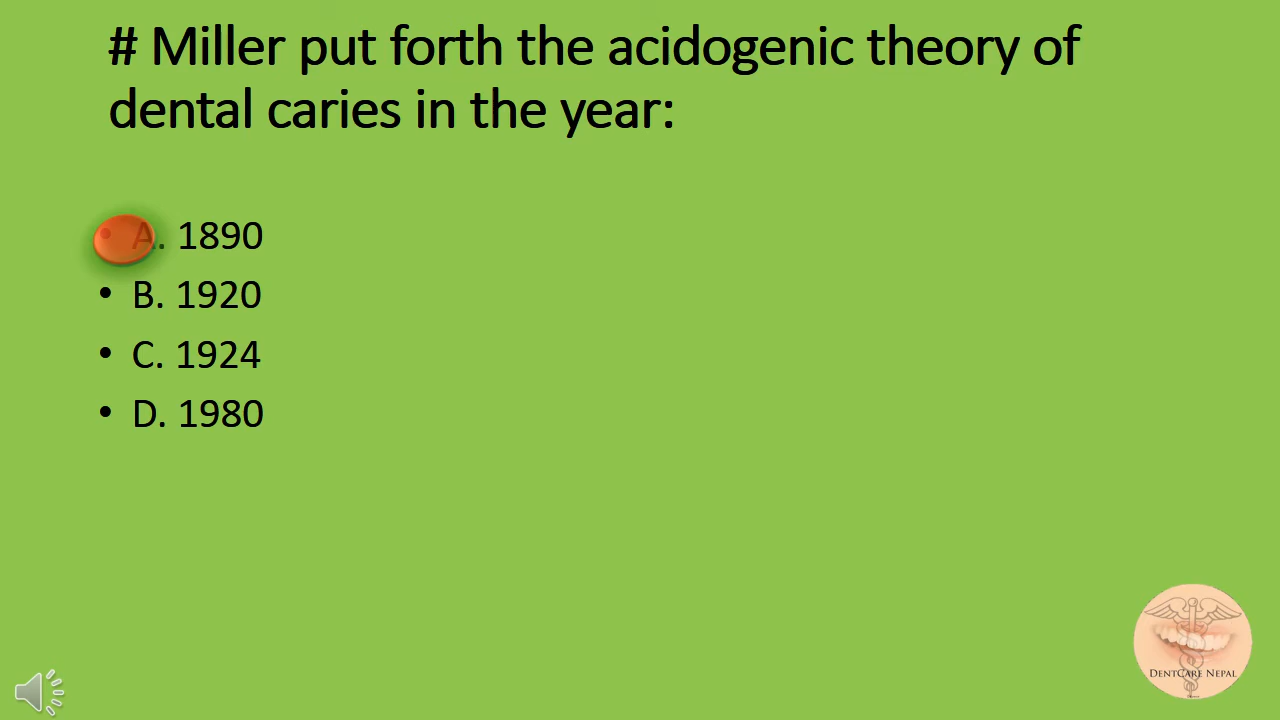 # Miller put forth the acidogenic theory of
dental caries in the year:
A. 1890
• B. 1920
• C. 1924
• D. 1980
DentCare Nepal